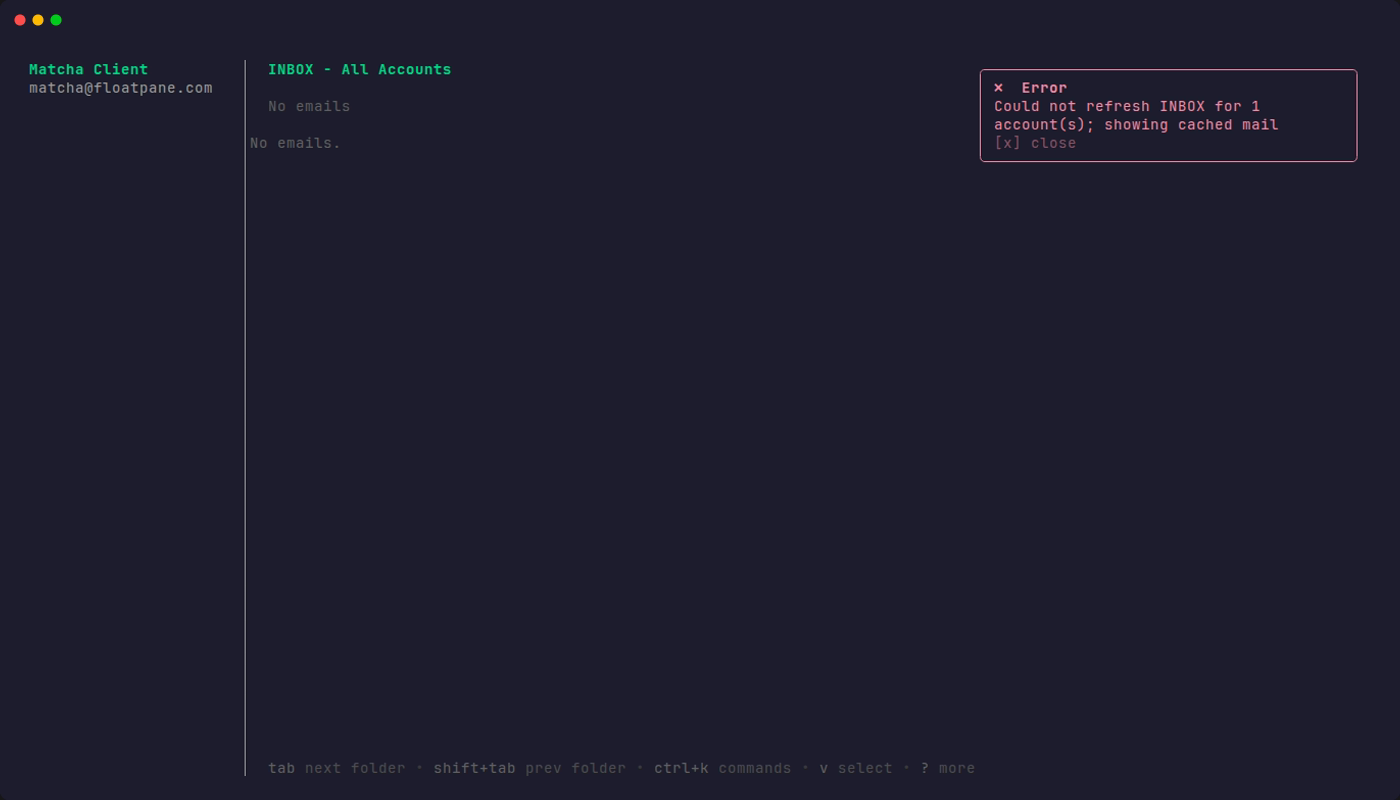 Matcha Client
matcha@floatpane.com
INBOX - All Accounts
No emails
No emails.
× Error
Could not refresh INBOX for 1
account(s); showing cached mail
[x] close
tab next folder • shift+tab prev folder • ctrl+k commands • v select • ? more